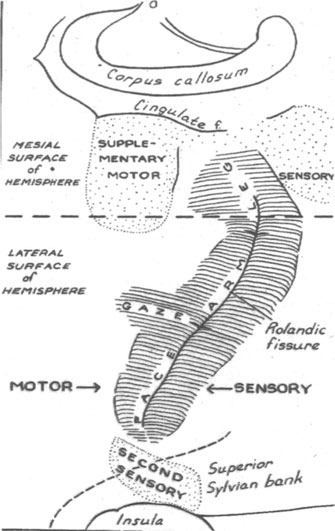 Corpus callosum
Cingulate f.
MESIAL
SURFACE
of
HEMISPHERE
SUPPLE-
MENTARY
MOTOR
LEG
SENSORY
LATERAL
SURFACE
of
HEMISPHERE
ARM
GAZE
Rolandic
fissure
FACE
MOTOR →
← SENSORY
SECOND
SENSORY
Superior
Sylvian bank
Insula